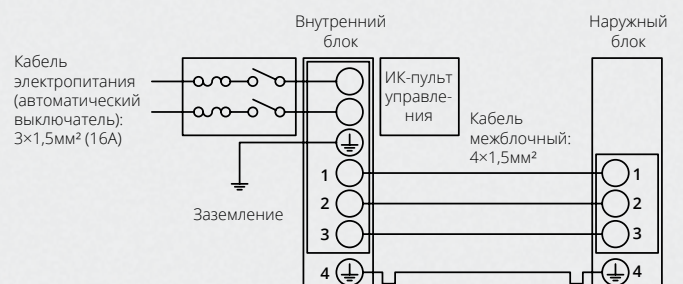 Внутренний
блок
Наружный
блок
Кабель
электропитания
(автоматический
выключатель):
3×1,5мм² (16А)
ИК-пульт
управле-
ния
Кабель
межблочный:
4×1,5мм²
Заземление
1
2
3
4
1
2
3
4